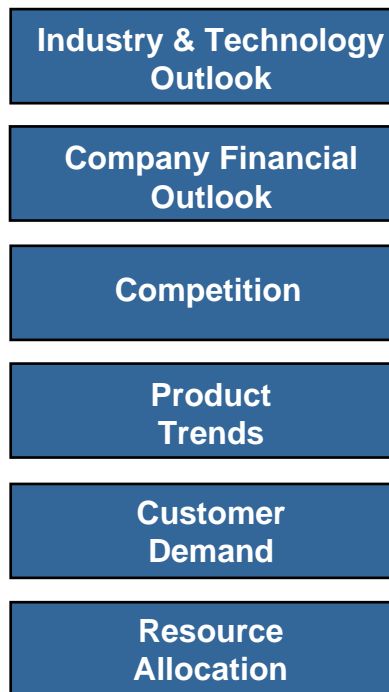 Industry & Technology
Outlook
Company Financial
Outlook
Competition
Product
Trends
Customer
Demand
Resource
Allocation